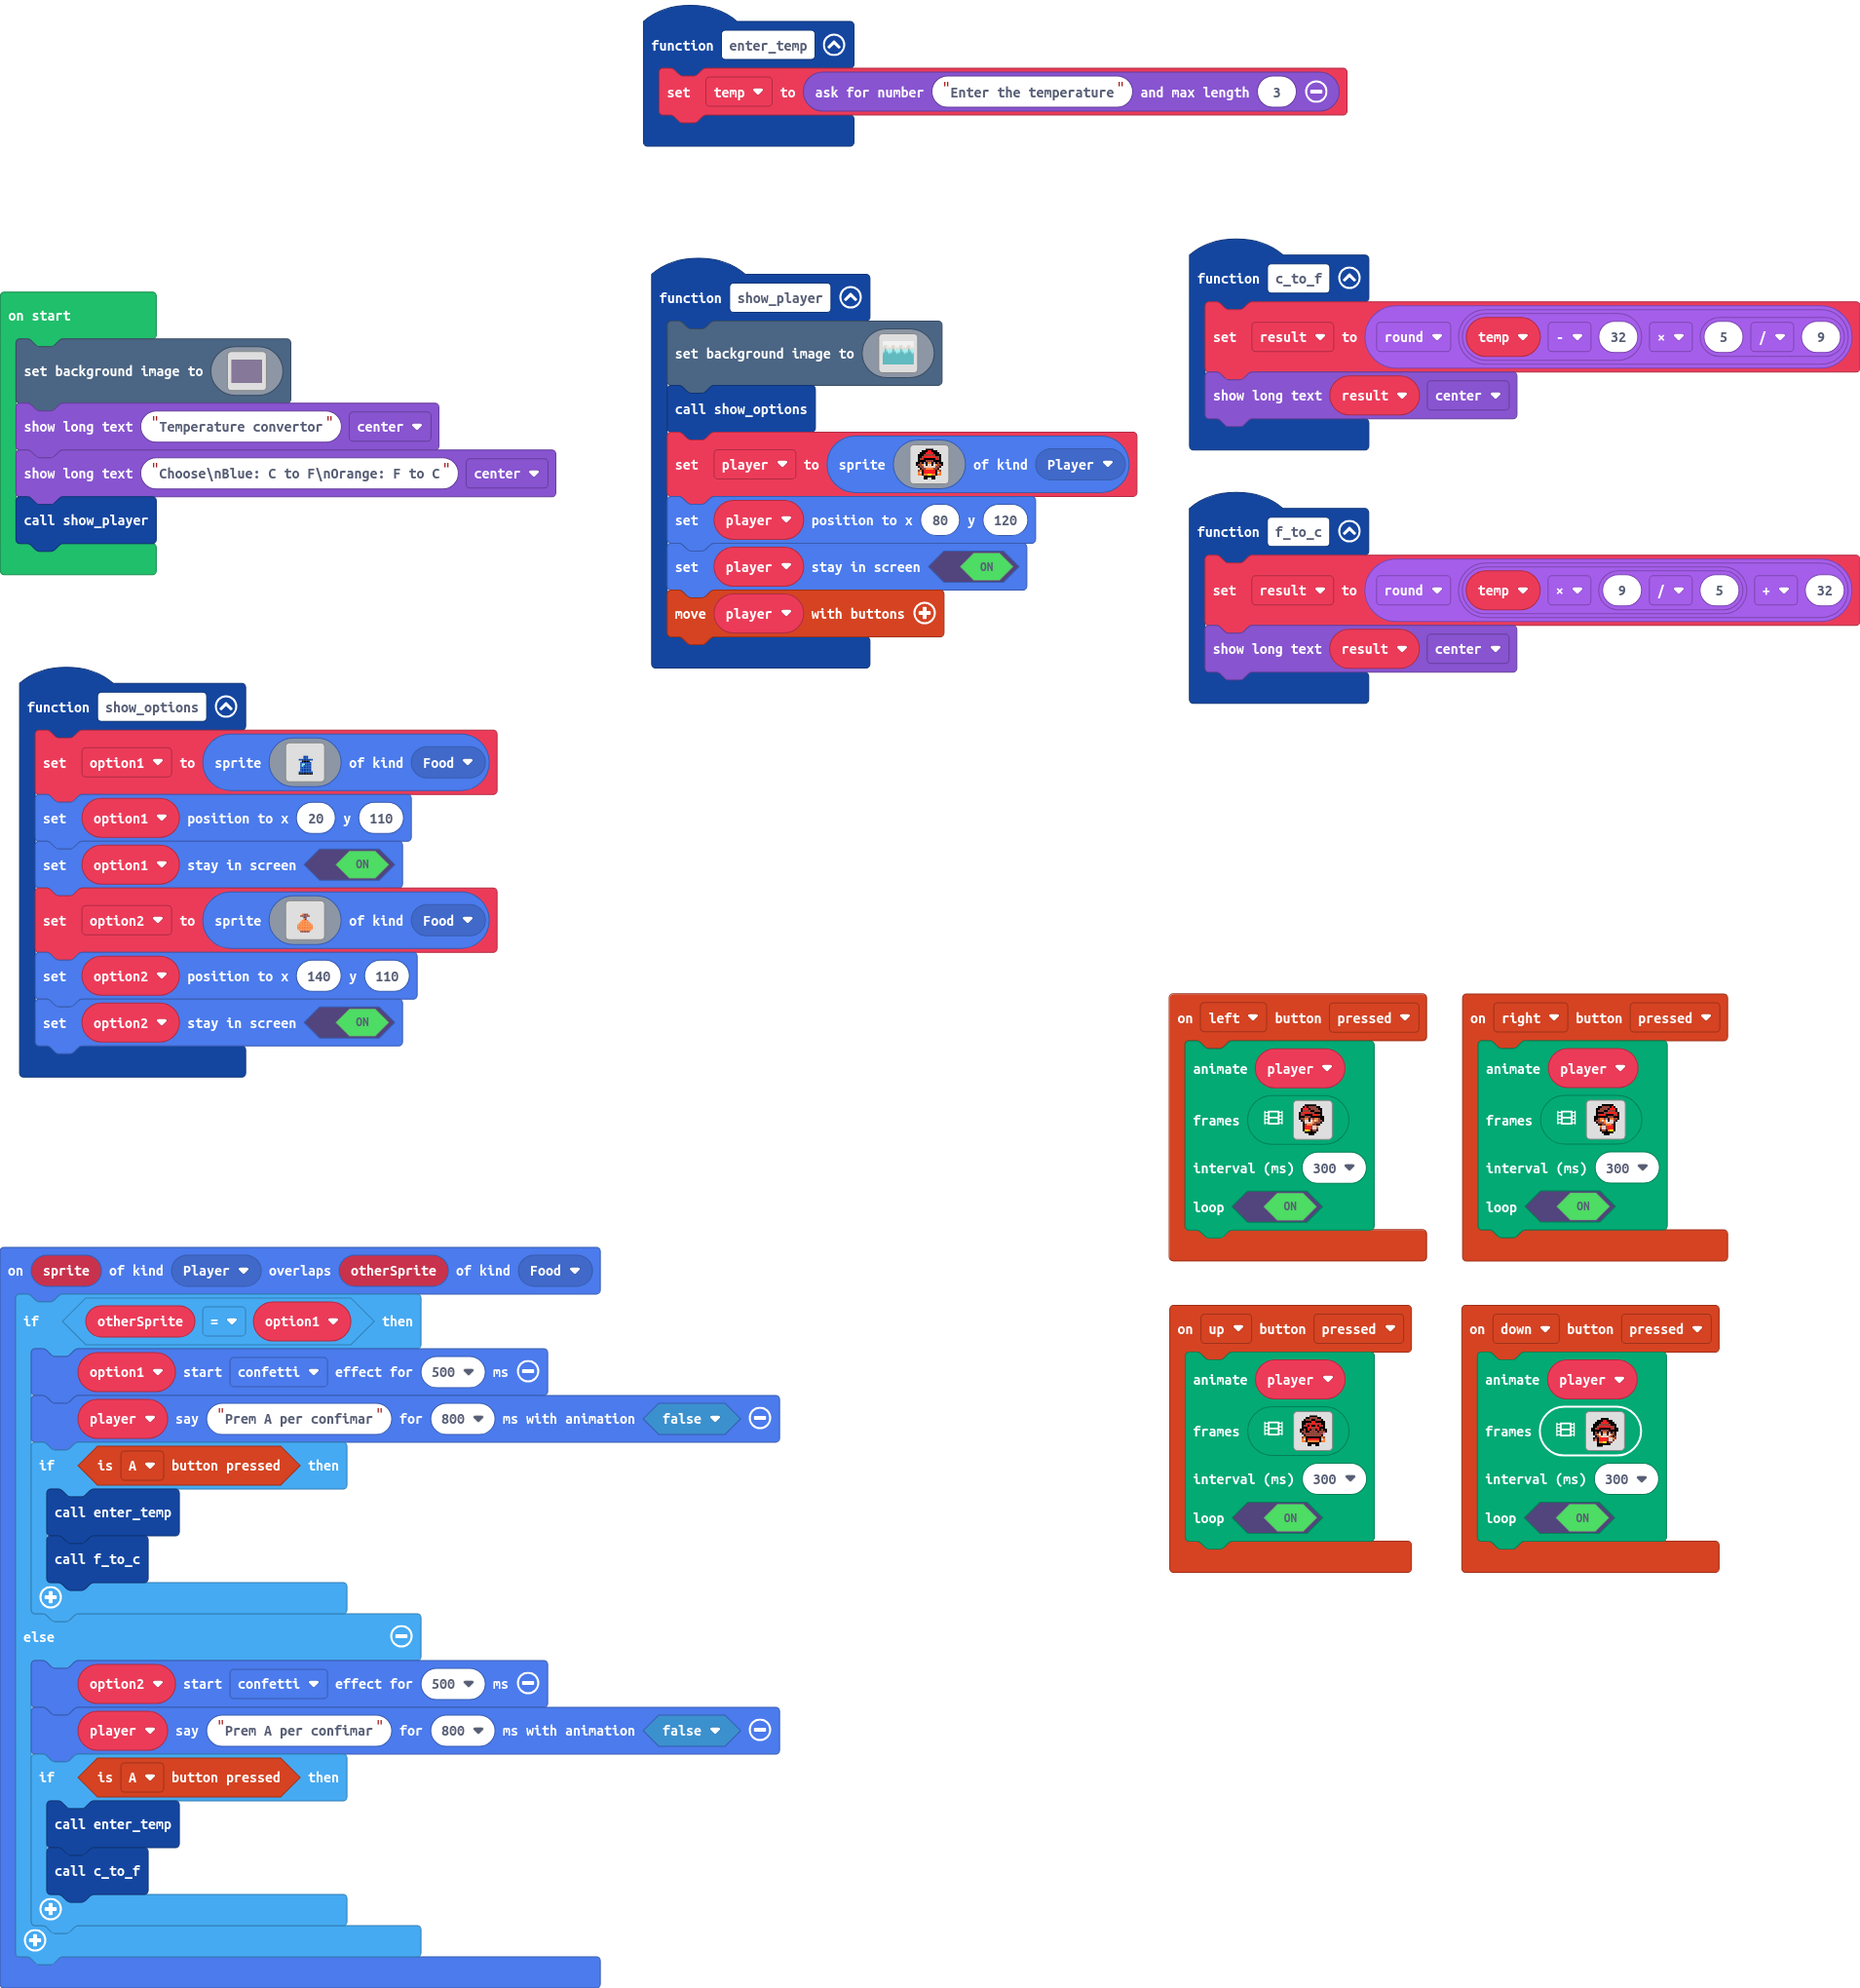 function enter_temp
set temp to ask for number "Enter the temperature" and max length 3
on start
set background image to
show long text "Temperature convertor" center
show long text "Choose\nBlue: C to F\nOrange: F to C" center
call show_player
function show_player
set background image to
call show_options
set player to sprite of kind Player
set player position to x 80 y 120
set player stay in screen ON
move player with buttons
function c_to_f
set result to round temp - 32 × 5 / 9
show long text result center
function f_to_c
set result to round temp × 9 / 5 + 32
show long text result center
function show_options
set option1 to sprite of kind Food
set option1 position to x 20 y 110
set option1 stay in screen ON
set option2 to sprite of kind Food
set option2 position to x 140 y 110
set option2 stay in screen ON
on left button pressed
animate player
frames
interval (ms) 300
loop ON
on right button pressed
animate player
frames
interval (ms) 300
loop ON
on up button pressed
animate player
frames
interval (ms) 300
loop ON
on down button pressed
animate player
frames
interval (ms) 300
loop ON
on sprite of kind Player overlaps otherSprite of kind Food
if otherSprite = option1 then
option1 start confetti effect for 500 ms
player say "Prem A per confimar" for 800 ms with animation false
if is A button pressed then
call enter_temp
call f_to_c
else
option2 start confetti effect for 500 ms
player say "Prem A per confimar" for 800 ms with animation false
if is A button pressed then
call enter_temp
call c_to_f